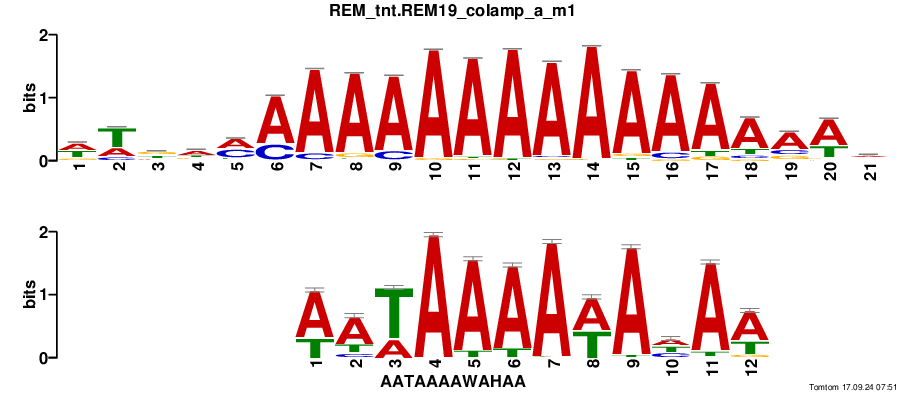 REM_tnt.REM19_colamp_a_m1
2
1
0
bits
1 2 3 4 5 6 7 8 9 10 11 12 13 14 15 16 17 18 19 20 21
2
1
0
bits
1 2 3 4 5 6 7 8 9 10 11 12
AATAAAAWAHAA
Tomtom 17.09.24 07:51